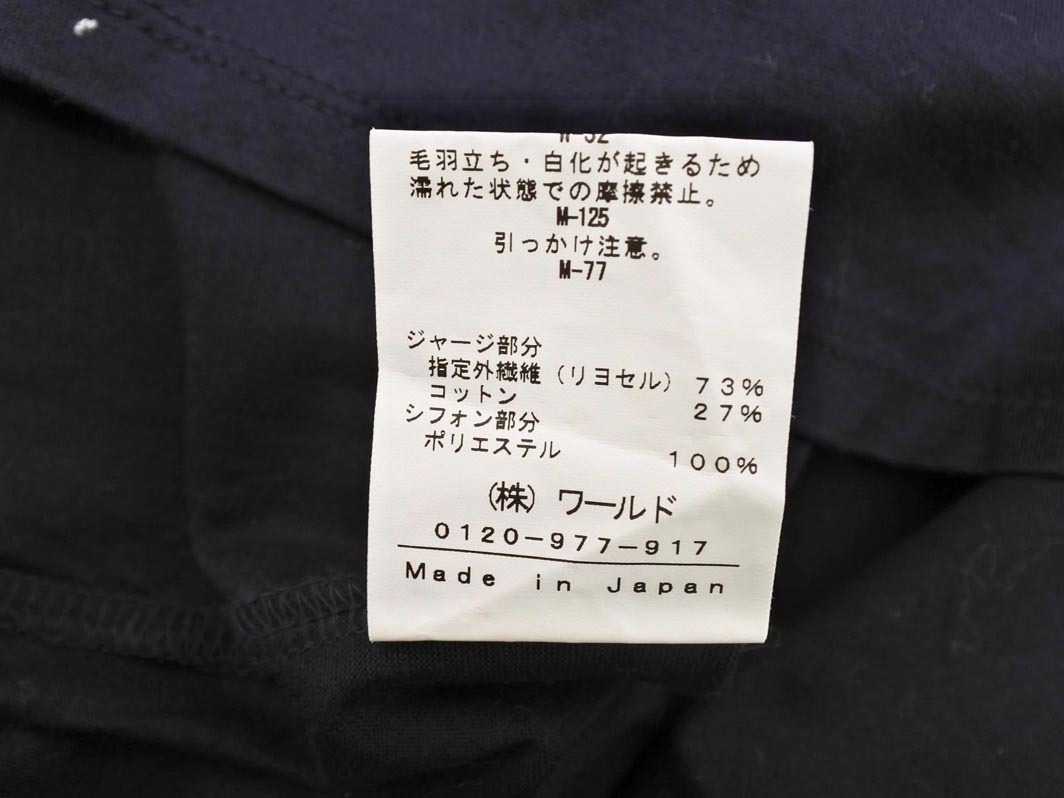 毛羽立ち・白化が起きるため
濡れた状態での摩擦禁止。
M-125
引っかけ注意。
M-77
ジャージ部分
指定外繊維（リヨセル） 73%
コットン 27%
シフォン部分
ポリエステル 100%
㈱ ワールド
0120-977-917
Made in Japan